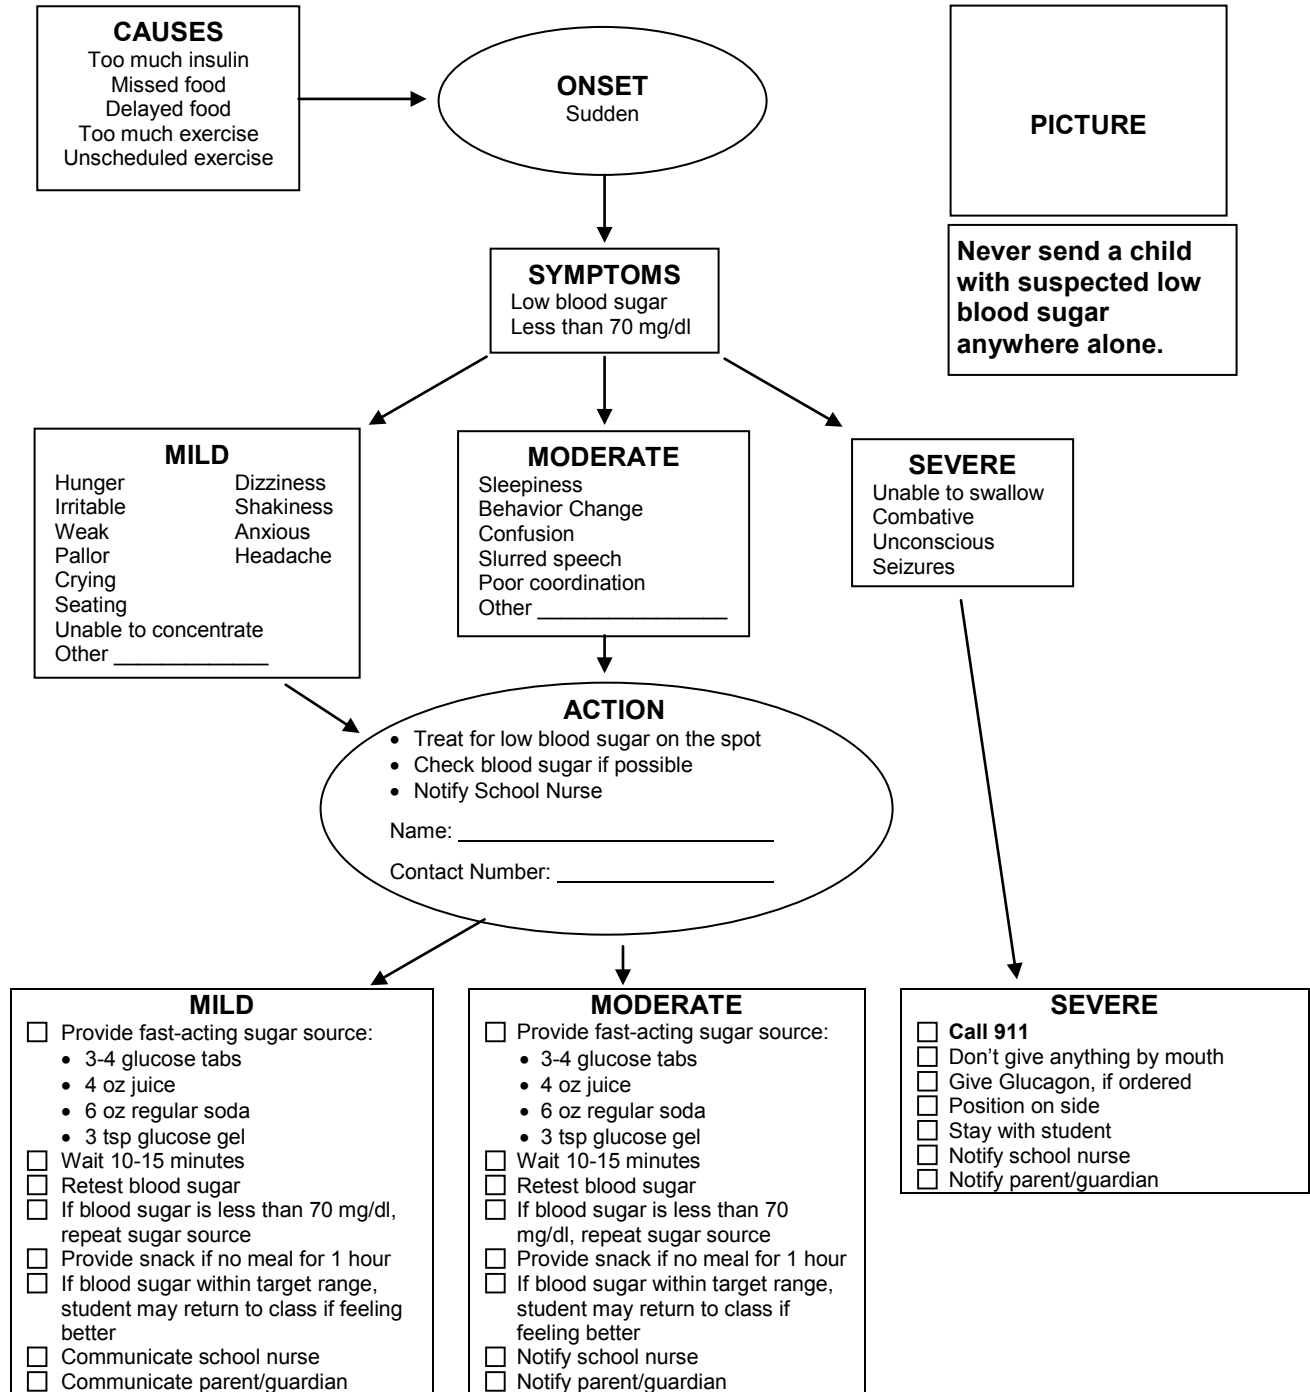 CAUSES
Too much insulin
Missed food
Delayed food
Too much exercise
Unscheduled exercise
ONSET
Sudden
PICTURE
Never send a child
with suspected low
blood sugar
anywhere alone.
SYMPTOMS
Low blood sugar
Less than 70 mg/dl
MILD
Hunger Dizziness
Irritable Shakiness
Weak Anxious
Pallor Headache
Crying
Seating
Unable to concentrate
Other ______________
MODERATE
Sleepiness
Behavior Change
Confusion
Slurred speech
Poor coordination
Other _________________
SEVERE
Unable to swallow
Combative
Unconscious
Seizures
ACTION
• Treat for low blood sugar on the spot
• Check blood sugar if possible
• Notify School Nurse
Name: ____________________________
Contact Number: ___________________
MILD
☐ Provide fast-acting sugar source:
• 3-4 glucose tabs
• 4 oz juice
• 6 oz regular soda
• 3 tsp glucose gel
☐ Wait 10-15 minutes
☐ Retest blood sugar
☐ If blood sugar is less than 70 mg/dl,
repeat sugar source
☐ Provide snack if no meal for 1 hour
☐ If blood sugar within target range,
student may return to class if feeling
better
☐ Communicate school nurse
☐ Communicate parent/guardian
MODERATE
☐ Provide fast-acting sugar source:
• 3-4 glucose tabs
• 4 oz juice
• 6 oz regular soda
• 3 tsp glucose gel
☐ Wait 10-15 minutes
☐ Retest blood sugar
☐ If blood sugar is less than 70
mg/dl, repeat sugar source
☐ Provide snack if no meal for 1 hour
☐ If blood sugar within target range,
student may return to class if
feeling better
☐ Notify school nurse
☐ Notify parent/guardian
SEVERE
☐ Call 911
☐ Don’t give anything by mouth
☐ Give Glucagon, if ordered
☐ Position on side
☐ Stay with student
☐ Notify school nurse
☐ Notify parent/guardian